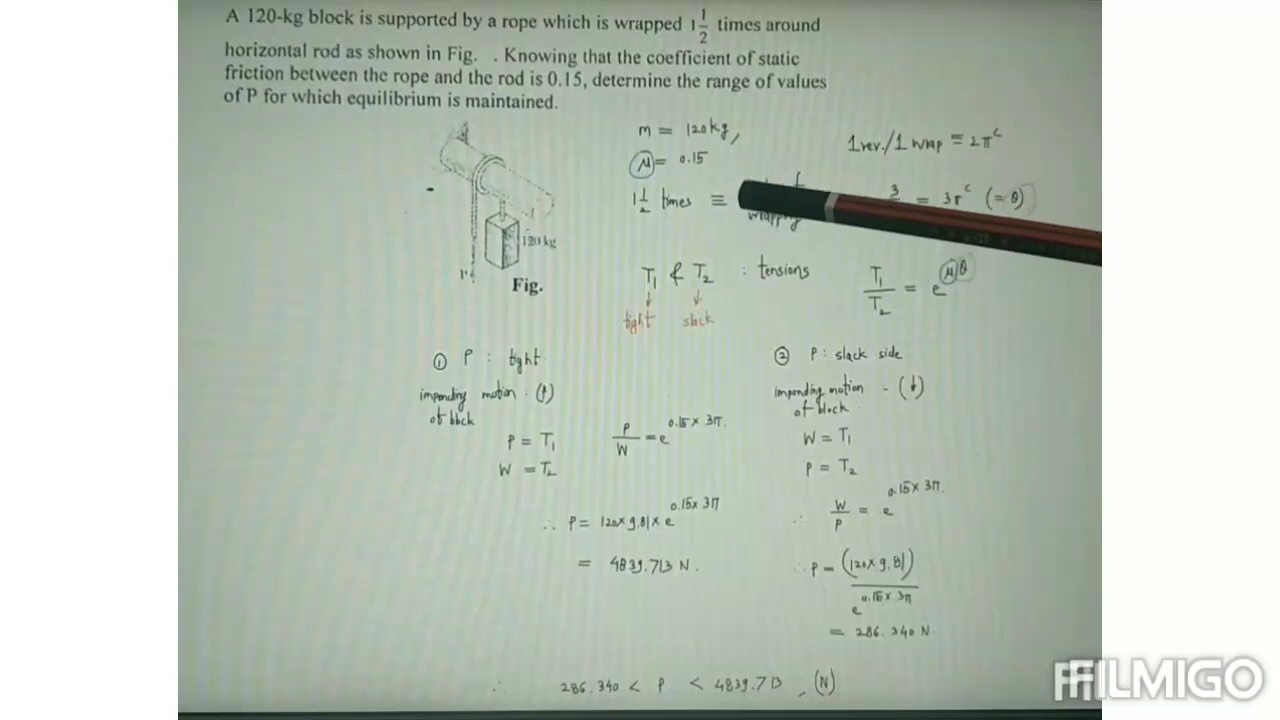 A 120-kg block is supported by a rope which is wrapped 1 1/2 times around
horizontal rod as shown in Fig. . Knowing that the coefficient of static
friction between the rope and the rod is 0.15, determine the range of values
of P for which equilibrium is maintained.
120 kg
P
Fig.
m = 120 kg,
μ = 0.15
1 1/2 times ≡
wrapping
1 rev./1 wrap ≡ 2π^c
3
= 3π^c (= θ)
T₁ & T₂ : tensions
tight slack
T₁/T₂ = e^μθ
① P : tight
impending motion - (↑)
of block
P = T₁
W = T₂
P/W = e^0.15 × 3π.
∴ P = 120 × 9.81 × e^0.15 × 3π
= 4839.713 N.
② P : slack side
impending motion - (↓)
of block
W = T₁
P = T₂
∴ W/P = e^0.15 × 3π.
∴ P = (120 × 9.81)/e^0.15 × 3π
= 286.340 N
∴ 286.340 < P < 4839.713, (N)
FILMIGO